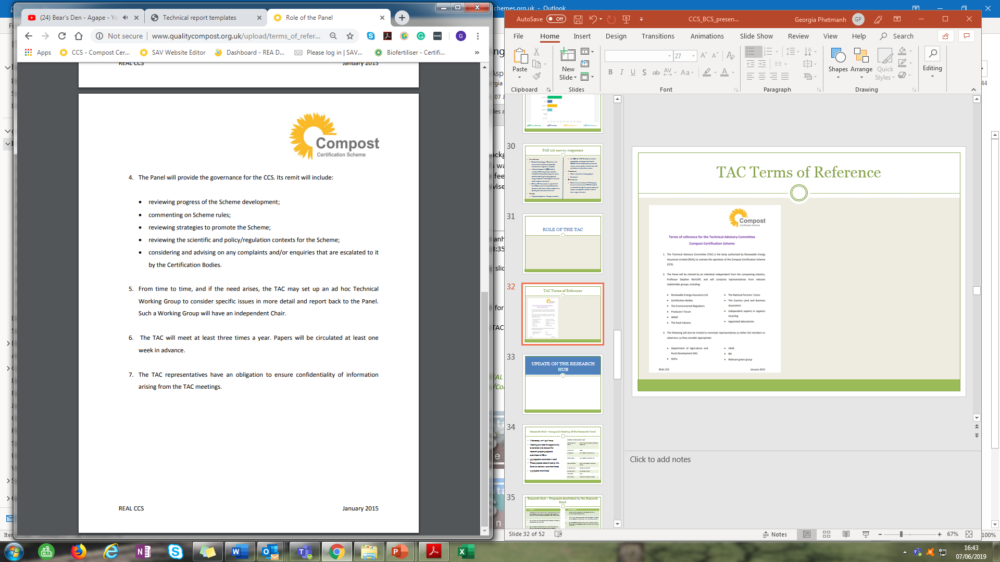 schemes.org.uk - Outlook
(24) Bear's Den - Agape - Yo
Technical report templates
Role of the Panel
Not secure
www.qualitycompost.org.uk/upload/terms_of_refer...
Apps
CCS - Compost Cer...
SAV Website Editor
Dashboard - REA D...
Please log in | SAV...
Biofertiliser - Certifi...
REAL CCS
January 2015
Compost
Certification Scheme
4. The Panel will provide the governance for the CCS. Its remit will include:
• reviewing progress of the Scheme development;
• commenting on Scheme rules;
• reviewing strategies to promote the Scheme;
• reviewing the scientific and policy/regulation contexts for the Scheme;
• considering and advising on any complaints and/or enquiries that are escalated to it
by the Certification Bodies.
5. From time to time, and if the need arises, the TAC may set up an ad hoc Technical
Working Group to consider specific issues in more detail and report back to the Panel.
Such a Working Group will have an independent Chair.
6. The TAC will meet at least three times a year. Papers will be circulated at least one
week in advance.
7. The TAC representatives have an obligation to ensure confidentiality of information
arising from the TAC meetings.
REAL CCS
January 2015
AutoSave Off
CCS_BCS_presen...
Georgia Phetmanh
GP
File Home Insert Design Transitions Animations Slide Show Review View Help Search
Paste
New
Slide
27
Shapes Arrange Quick
Styles
Editing
Clipboard Slides Font Paragraph Drawing
30
PAS 110 survey responses
31
ROLE OF THE TAC
32
TAC Terms of Reference
33
UPDATE ON THE RESEARCH
HUB
34
Research Hub - Inaugural Meeting of the Research Panel
35
Research Hub – Proposals shortlisted by the Research
Panel
TAC Terms of Reference
Compost
Certification Scheme
Terms of reference for the Technical Advisory Committee
Compost Certification Scheme
1. The Technical Advisory Committee (TAC) is the body authorised by Renewable Energy
Assurance Limited (REAL) to oversee the operation of the Compost Certification Scheme
(CCS).
2. The Panel will be chaired by an individual independent from the composting industry,
Professor Stephen Nortcliff, and will comprise representatives from relevant
stakeholder groups, including:
• Renewable Energy Assurance Ltd
• Certification Bodies
• The Environmental Regulators
• Producers' Forum
• WRAP
• The food industry
• The National Farmers' Union
• The Country Land and Business
Association
• Independent experts in organics
recycling
• Appointed laboratories
3. The following will also be invited to nominate representatives as either full members or
observers, as they consider appropriate:
• Department of Agriculture and
Rural Development (NI)
• Defra
• UKAS
• BSI
• Relevant green group
REAL CCS
January 2015
Click to add notes
Slide 32 of 52
Notes
67%
100%
16:43
07/06/2019